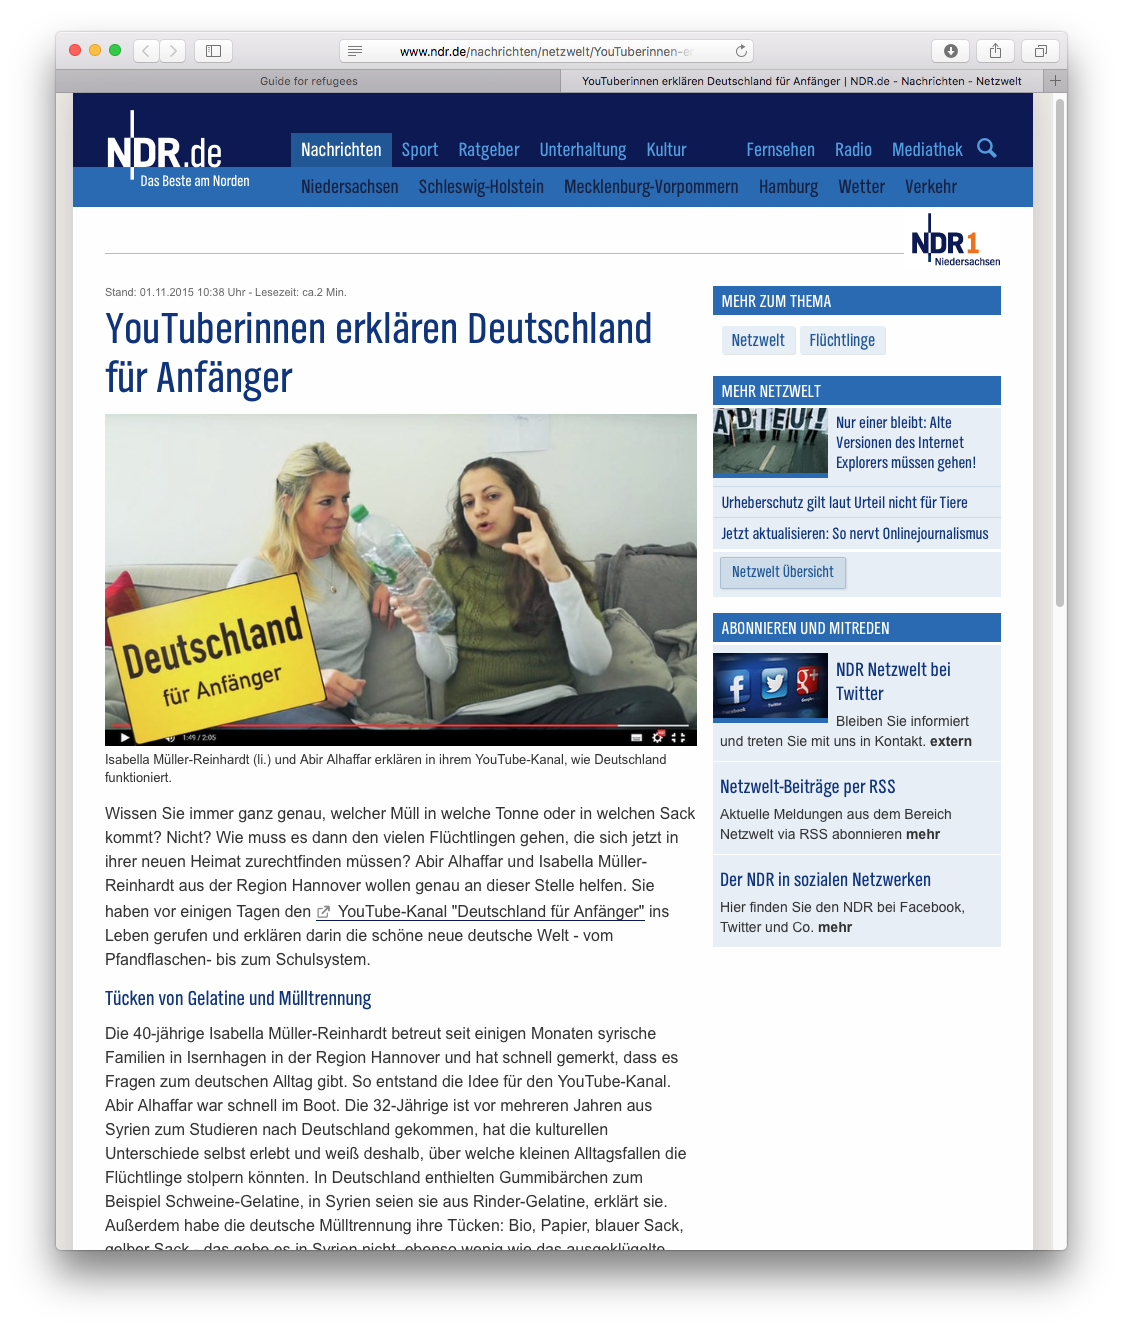 www.ndr.de/nachrichten/netzwelt/YouTuberinnen-er
Guide for refugees
YouTuberinnen erklären Deutschland für Anfänger | NDR.de - Nachrichten - Netzwelt
NDR.de
Das Beste am Norden
Nachrichten Sport Ratgeber Unterhaltung Kultur Fernsehen Radio Mediathek
Niedersachsen Schleswig-Holstein Mecklenburg-Vorpommern Hamburg Wetter Verkehr
NDR1
Niedersachsen
Stand: 01.11.2015 10:38 Uhr - Lesezeit: ca.2 Min.
YouTuberinnen erklären Deutschland
für Anfänger
Deutschland
für Anfänger
1:49 / 2:05
Isabella Müller-Reinhardt (li.) und Abir Alhaffar erklären in ihrem YouTube-Kanal, wie Deutschland
funktioniert.
Wissen Sie immer ganz genau, welcher Müll in welche Tonne oder in welchen Sack
kommt? Nicht? Wie muss es dann den vielen Flüchtlingen gehen, die sich jetzt in
ihrer neuen Heimat zurechtfinden müssen? Abir Alhaffar und Isabella Müller-
Reinhardt aus der Region Hannover wollen genau an dieser Stelle helfen. Sie
haben vor einigen Tagen den YouTube-Kanal "Deutschland für Anfänger" ins
Leben gerufen und erklären darin die schöne neue deutsche Welt - vom
Pfandflaschen- bis zum Schulsystem.
Tücken von Gelatine und Mülltrennung
Die 40-jährige Isabella Müller-Reinhardt betreut seit einigen Monaten syrische
Familien in Isernhagen in der Region Hannover und hat schnell gemerkt, dass es
Fragen zum deutschen Alltag gibt. So entstand die Idee für den YouTube-Kanal.
Abir Alhaffar war schnell im Boot. Die 32-Jährige ist vor mehreren Jahren aus
Syrien zum Studieren nach Deutschland gekommen, hat die kulturellen
Unterschiede selbst erlebt und weiß deshalb, über welche kleinen Alltagsfallen die
Flüchtlinge stolpern könnten. In Deutschland enthielten Gummibärchen zum
Beispiel Schweine-Gelatine, in Syrien seien sie aus Rinder-Gelatine, erklärt sie.
Außerdem habe die deutsche Mülltrennung ihre Tücken: Bio, Papier, blauer Sack,
gelber Sack - das gebe es in Syrien nicht, ebenso wenig wie das ausgeklügelte
MEHR ZUM THEMA
Netzwelt Flüchtlinge
MEHR NETZWELT
ADIEU!
Nur einer bleibt: Alte
Versionen des Internet
Explorers müssen gehen!
Urheberschutz gilt laut Urteil nicht für Tiere
Jetzt aktualisieren: So nervt Onlinejournalismus
Netzwelt Übersicht
ABONNIEREN UND MITREDEN
Facebook Twitter Google+
NDR Netzwelt bei
Twitter
Bleiben Sie informiert
und treten Sie mit uns in Kontakt. extern
Netzwelt-Beiträge per RSS
Aktuelle Meldungen aus dem Bereich
Netzwelt via RSS abonnieren mehr
Der NDR in sozialen Netzwerken
Hier finden Sie den NDR bei Facebook,
Twitter und Co. mehr